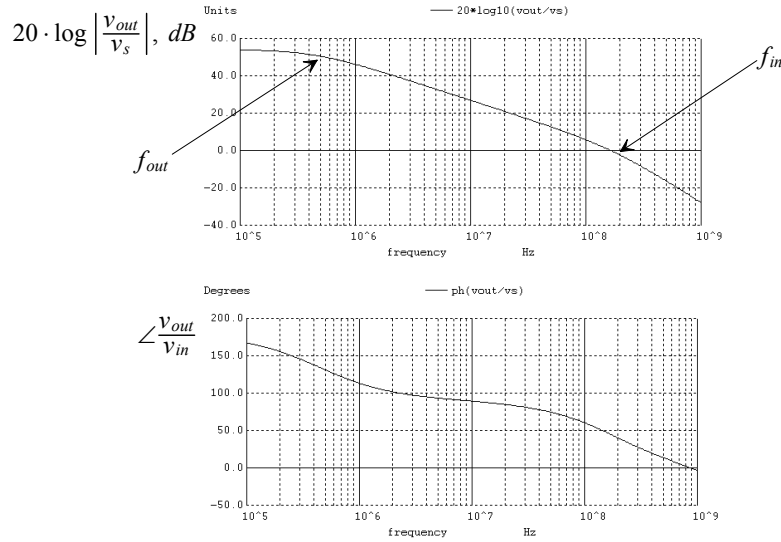 Units
20*log10(vout/vs)
20 · log |v_out/v_s|, dB
60.0
40.0
20.0
0.0
-20.0
-40.0
f_out
f_in
10^5 10^6 10^7 10^8 10^9
frequency Hz
Degrees
ph(vout/vs)
∠v_out/v_in
200.0
150.0
100.0
50.0
0.0
-50.0
10^5 10^6 10^7 10^8 10^9
frequency Hz